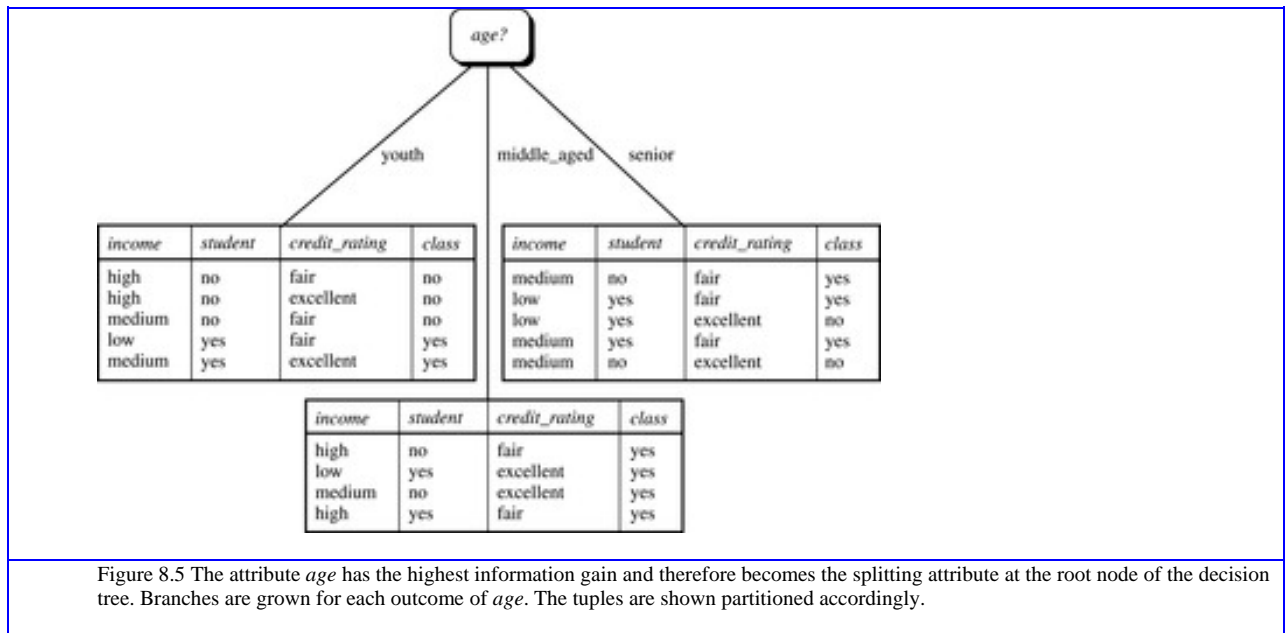 age?
youth
middle_aged
senior
income student credit_rating class
high no fair no
high no excellent no
medium no fair no
low yes fair yes
medium yes excellent yes
income student credit_rating class
medium no fair yes
low yes fair yes
low yes excellent no
medium yes fair yes
medium no excellent no
income student credit_rating class
high no fair yes
low yes excellent yes
medium no excellent yes
high yes fair yes
Figure 8.5 The attribute age has the highest information gain and therefore becomes the splitting attribute at the root node of the decision
tree. Branches are grown for each outcome of age. The tuples are shown partitioned accordingly.